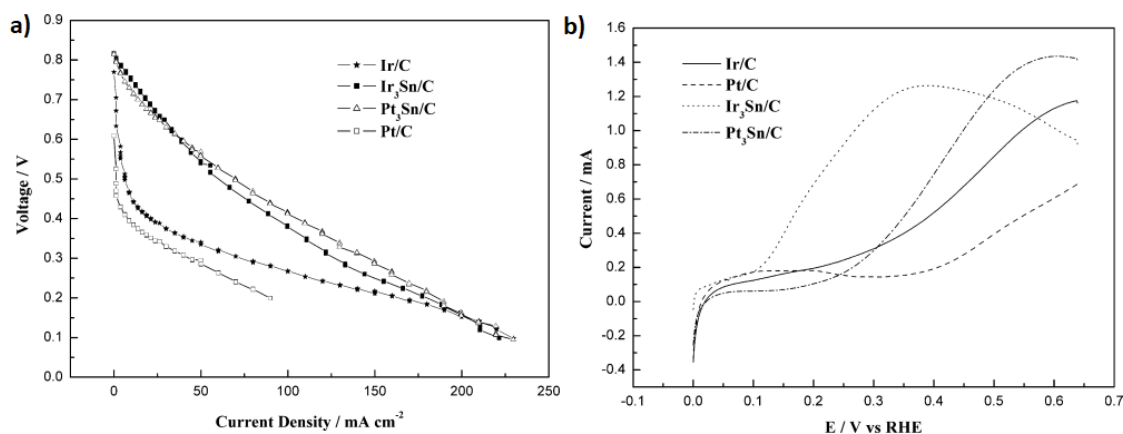 a)
0.9
0.8
0.7
0.6
0.5
0.4
0.3
0.2
0.1
0.0
Voltage / V
Ir/C
Ir₃Sn/C
Pt₃Sn/C
Pt/C
0 50 100 150 200 250
Current Density / mA cm⁻²
b)
1.6
1.4
1.2
1.0
0.8
0.6
0.4
0.2
0.0
-0.2
-0.4
Current / mA
Ir/C
Pt/C
Ir₃Sn/C
Pt₃Sn/C
-0.1 0.0 0.1 0.2 0.3 0.4 0.5 0.6 0.7
E / V vs RHE